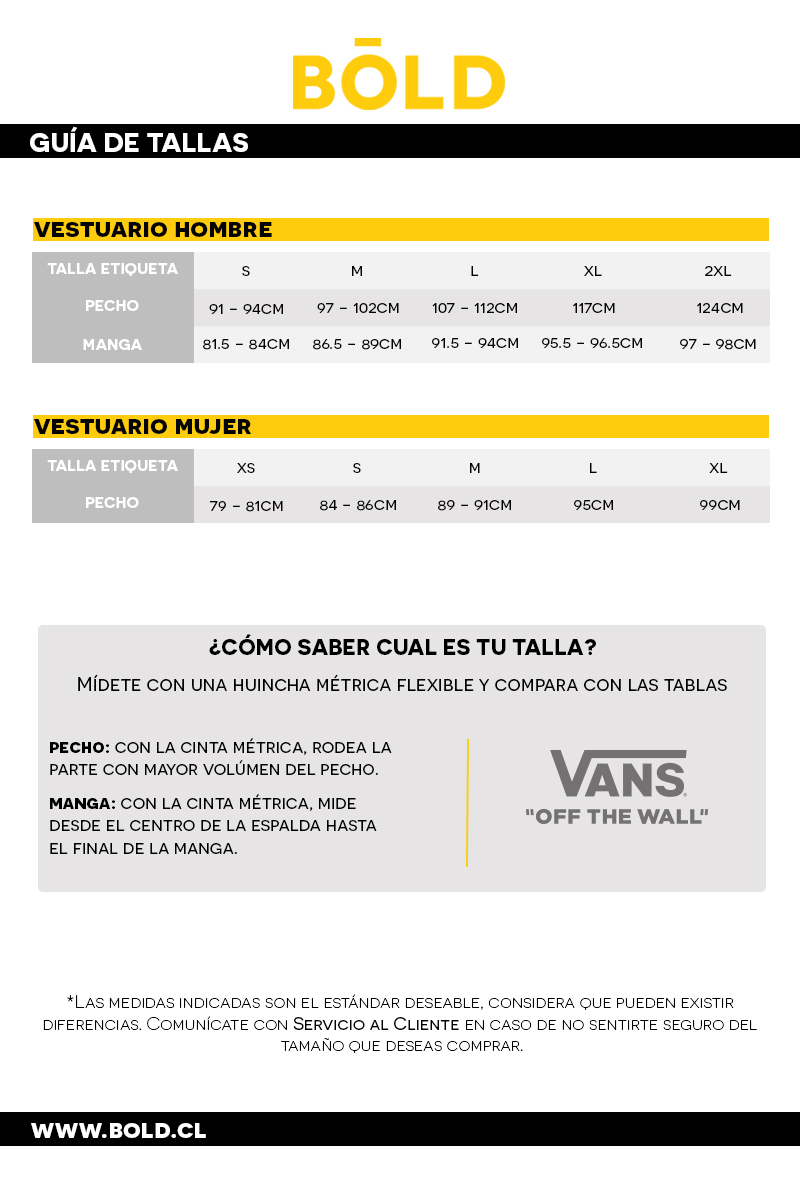 BŌLD
GUÍA DE TALLAS
VESTUARIO HOMBRE
TALLA ETIQUETA S M L XL 2XL
PECHO 91 – 94CM 97 – 102CM 107 – 112CM 117CM 124CM
MANGA 81.5 – 84CM 86.5 – 89CM 91.5 – 94CM 95.5 – 96.5CM 97 – 98CM
VESTUARIO MUJER
TALLA ETIQUETA XS S M L XL
PECHO 79 – 81CM 84 – 86CM 89 – 91CM 95CM 99CM
¿CÓMO SABER CUAL ES TU TALLA?
MÍDETE CON UNA HUINCHA MÉTRICA FLEXIBLE Y COMPARA CON LAS TABLAS
PECHO: CON LA CINTA MÉTRICA, RODEA LA
PARTE CON MAYOR VOLÚMEN DEL PECHO.
MANGA: CON LA CINTA MÉTRICA, MIDE
DESDE EL CENTRO DE LA ESPALDA HASTA
EL FINAL DE LA MANGA.
VANS
"OFF THE WALL"
*LAS MEDIDAS INDICADAS SON EL ESTÁNDAR DESEABLE, CONSIDERA QUE PUEDEN EXISTIR
DIFERENCIAS. COMUNÍCATE CON SERVICIO AL CLIENTE EN CASO DE NO SENTIRTE SEGURO DEL
TAMAÑO QUE DESEAS COMPRAR.
WWW.BOLD.CL